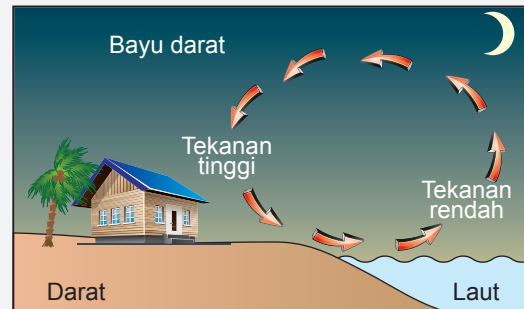 Bayu darat
Tekanan
tinggi
Tekanan
rendah
Darat
Laut